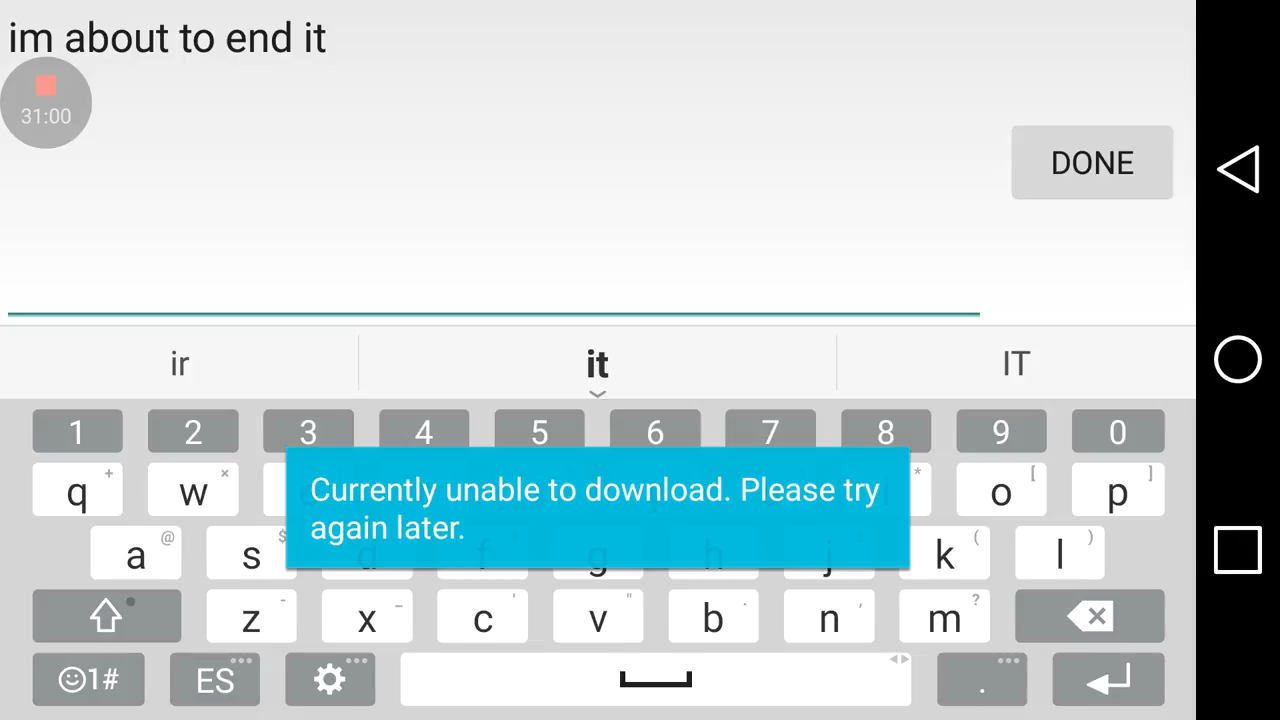 im about to end it
31:00
DONE
ir it IT
1 2 3 4 5 6 7 8 9 0
q + w × * o [ p ]
Currently unable to download. Please try
again later.
a @ s $ d f g h j k ( l )
z - x _ c ' v " b . n , m ?
1# ES .